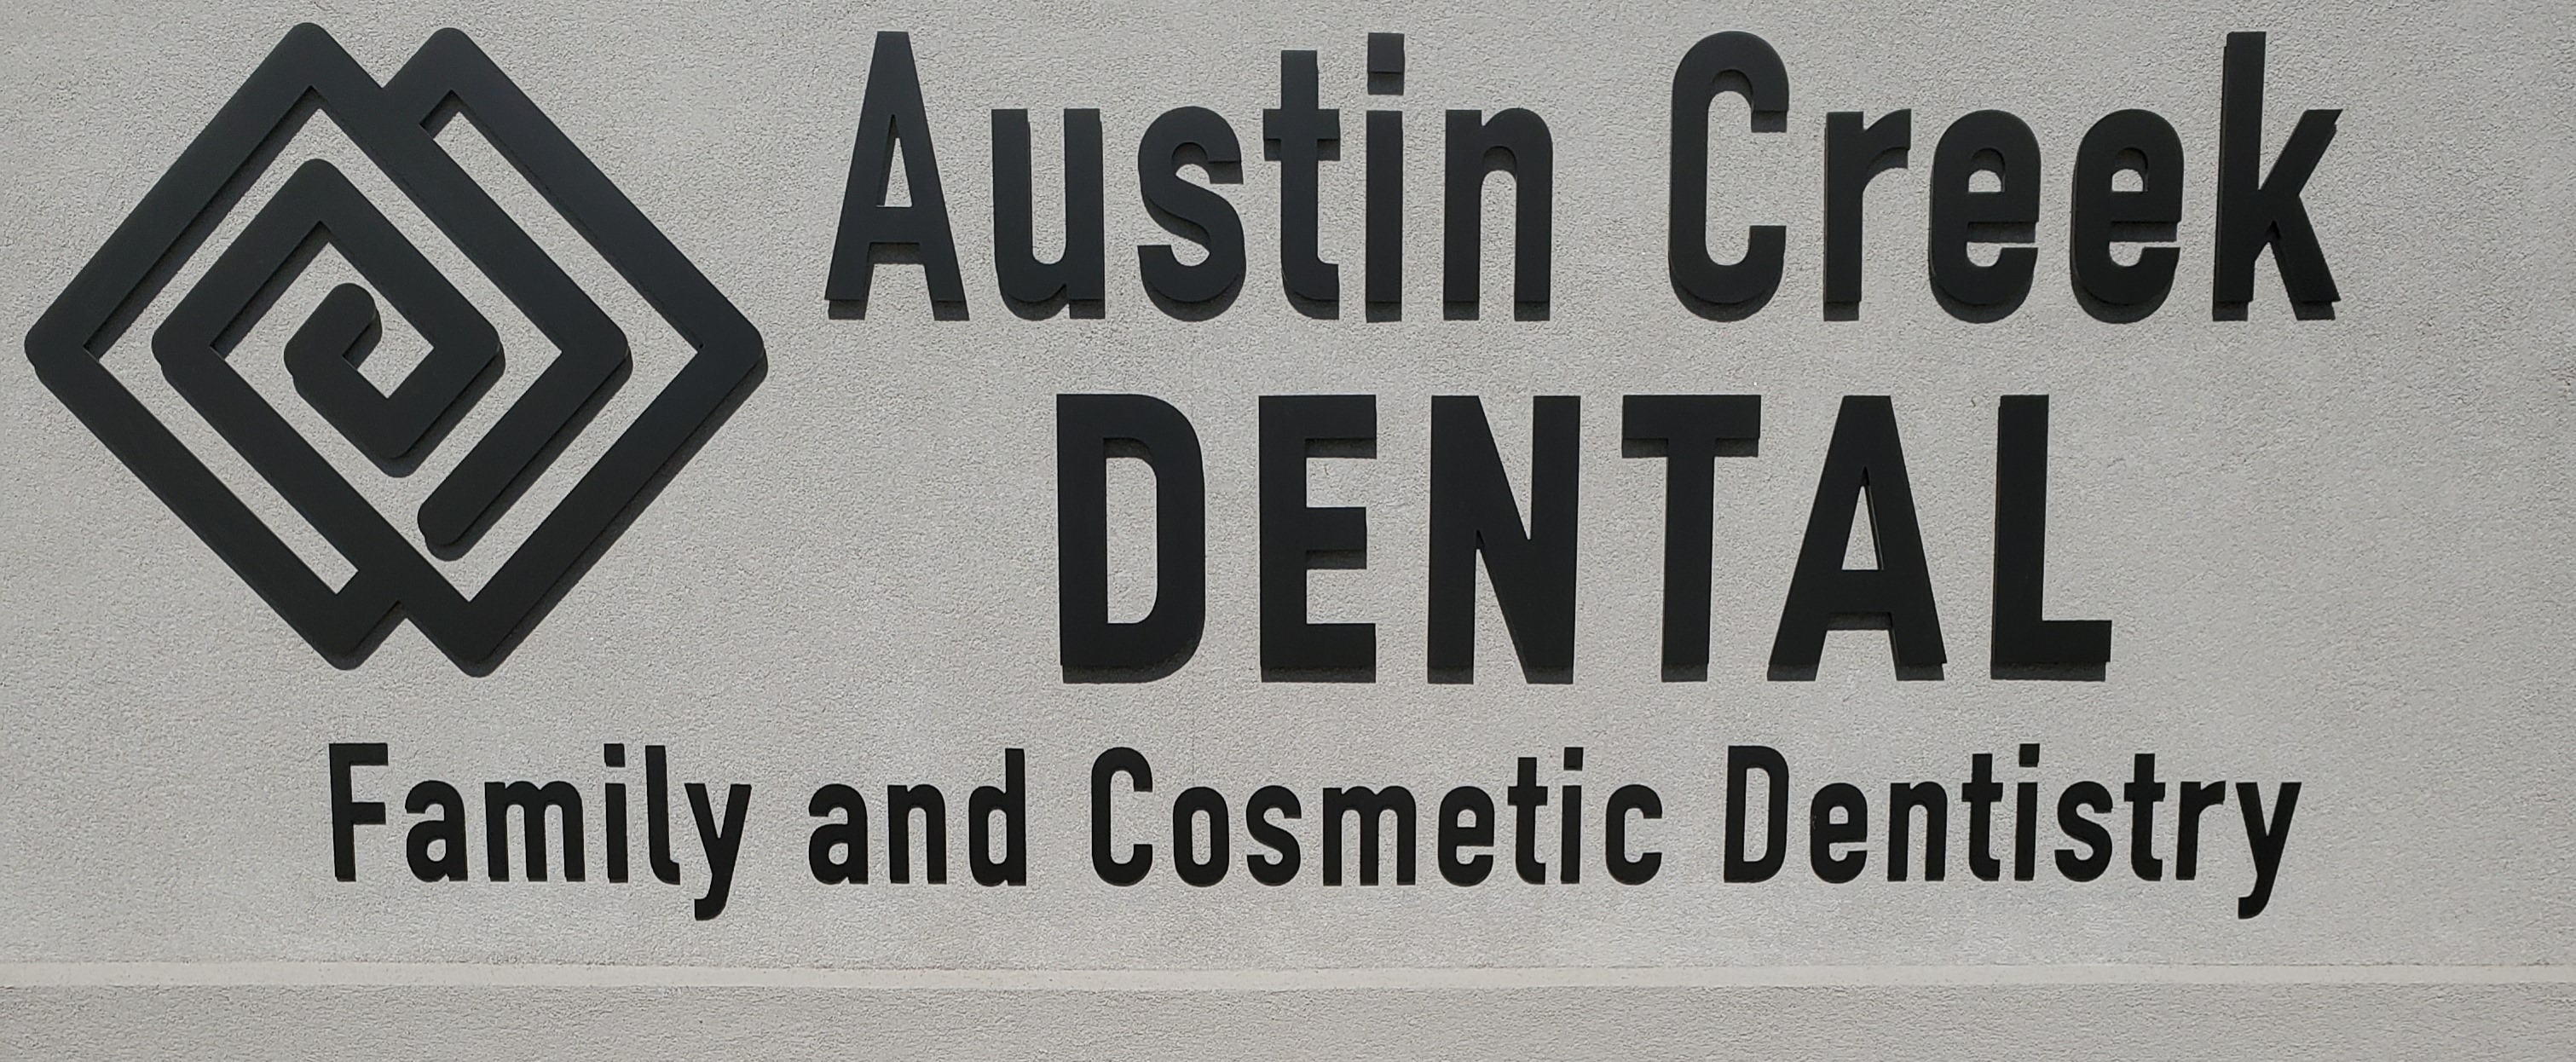 Austin Creek
DENTAL
Family and Cosmetic Dentistry